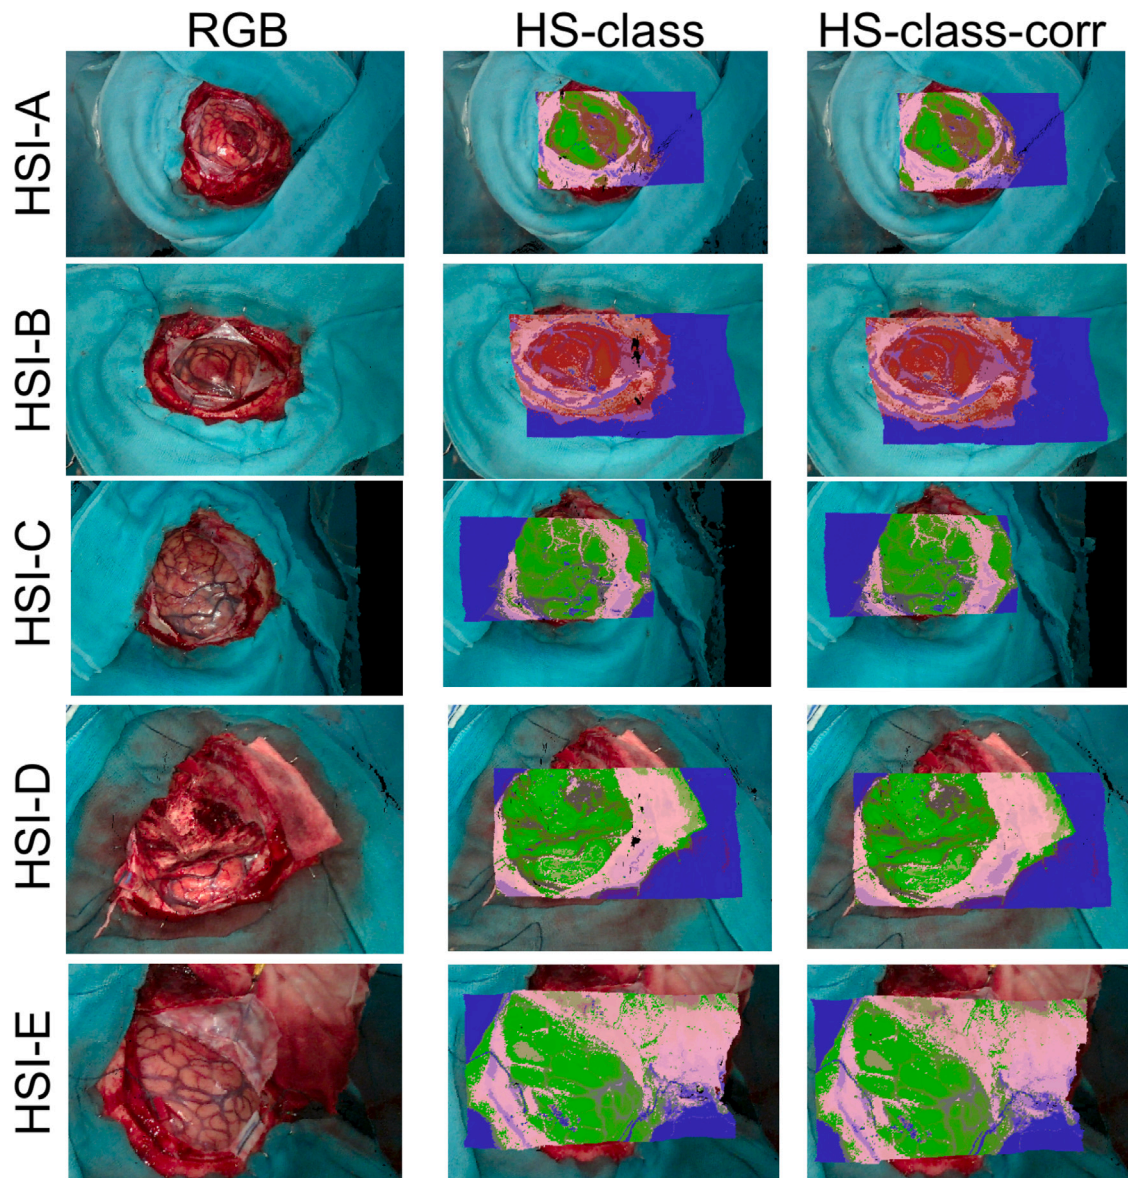 RGB HS-class HS-class-corr
HSI-A
HSI-B
HSI-C
HSI-D
HSI-E